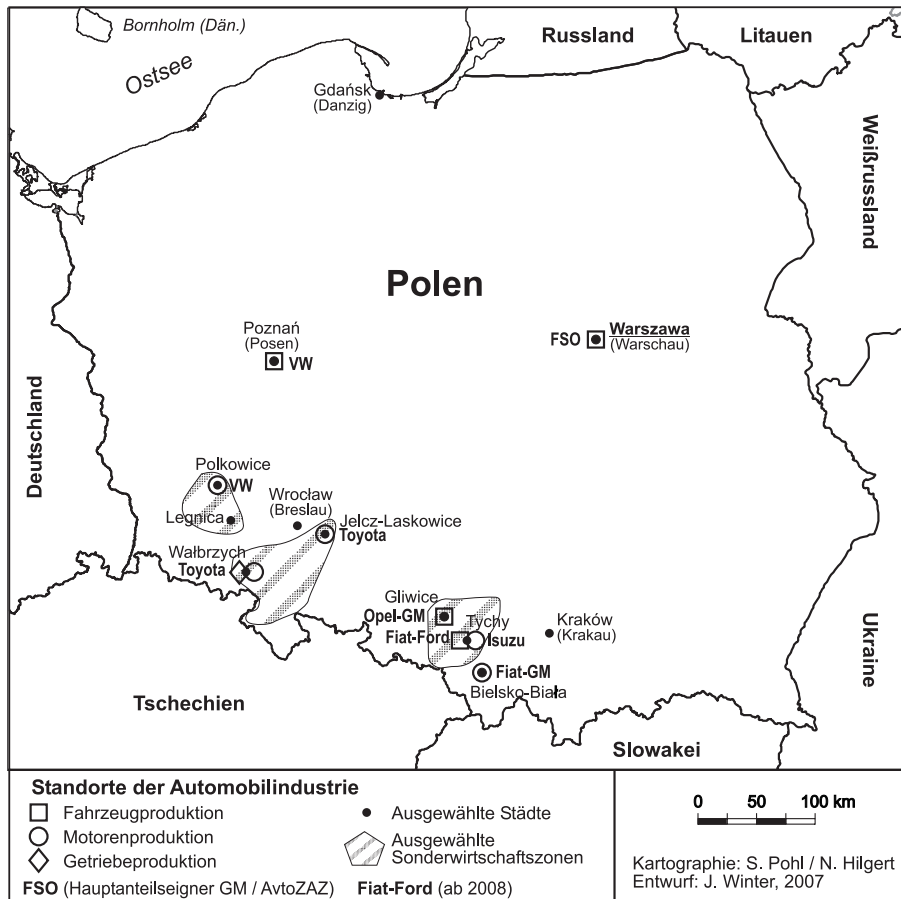 Bornholm (Dän.)
Ostsee
Russland
Litauen
Gdańsk
(Danzig)
Weißrussland
Polen
Poznań
(Posen)
VW
FSO
Warszawa
(Warschau)
Deutschland
Polkowice
VW
Legnica
Wrocław
(Breslau)
Jelcz-Laskowice
Toyota
Wałbrzych
Toyota
Gliwice
Opel-GM
Tychy
Fiat-Ford
Isuzu
Kraków
(Krakau)
Fiat-GM
Bielsko-Biała
Ukraine
Tschechien
Slowakei
Standorte der Automobilindustrie
Fahrzeugproduktion
Motorenproduktion
Getriebeproduktion
Ausgewählte Städte
Ausgewählte
Sonderwirtschaftszonen
FSO (Hauptanteilseigner GM / AvtoZAZ)
Fiat-Ford (ab 2008)
0 50 100 km
Kartographie: S. Pohl / N. Hilgert
Entwurf: J. Winter, 2007